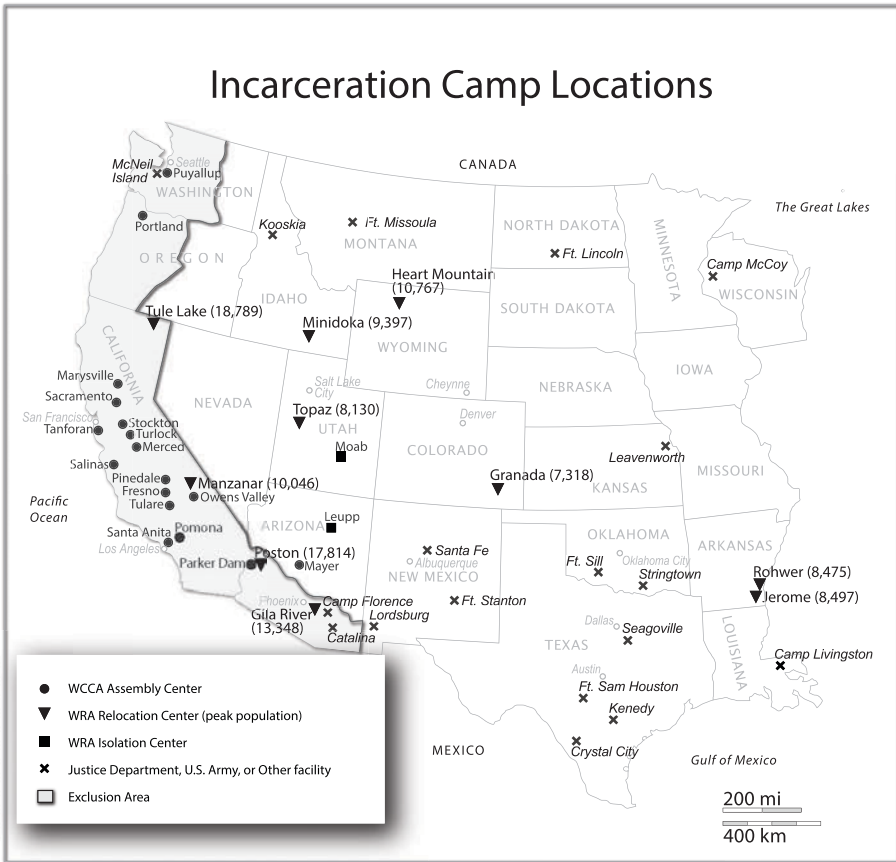 Incarceration Camp Locations
CANADA
The Great Lakes
McNeil
Island
Seattle
Puyallup
WASHINGTON
Portland
OREGON
Kooskia
Ft. Missoula
MONTANA
NORTH DAKOTA
Ft. Lincoln
MINNESOTA
Camp McCoy
WISCONSIN
Heart Mountain
(10,767)
IDAHO
SOUTH DAKOTA
Tule Lake (18,789)
Minidoka (9,397)
WYOMING
CALIFORNIA
IOWA
Marysville
Sacramento
San Francisco
Tanforan
Stockton
Turlock
Merced
NEVADA
Salt Lake
City
Cheynne
NEBRASKA
Topaz (8,130)
UTAH
Denver
COLORADO
Moab
Leavenworth
Salinas
Pinedale
Fresno
Tulare
Manzanar (10,046)
Owens Valley
Granada (7,318)
KANSAS
MISSOURI
Pacific
Ocean
Santa Anita
Pomona
Los Angeles
ARIZONA
Leupp
OKLAHOMA
ARKANSAS
Parker Dam
Poston (17,814)
Mayer
Santa Fe
Albuquerque
NEW MEXICO
Ft. Sill
Oklahoma City
Stringtown
Rohwer (8,475)
Jerome (8,497)
Phoenix
Camp Florence
Gila River
(13,348)
Lordsburg
Catalina
Ft. Stanton
Dallas
Seagoville
TEXAS
LOUISIANA
Camp Livingston
Austin
Ft. Sam Houston
Kenedy
Crystal City
MEXICO
Gulf of Mexico
WCCA Assembly Center
WRA Relocation Center (peak population)
WRA Isolation Center
Justice Department, U.S. Army, or Other facility
Exclusion Area
200 mi
400 km